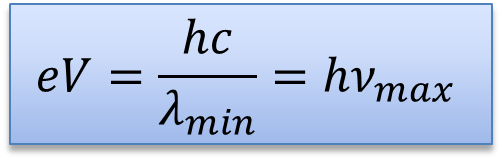 eV = hc/λ_min = hν_max